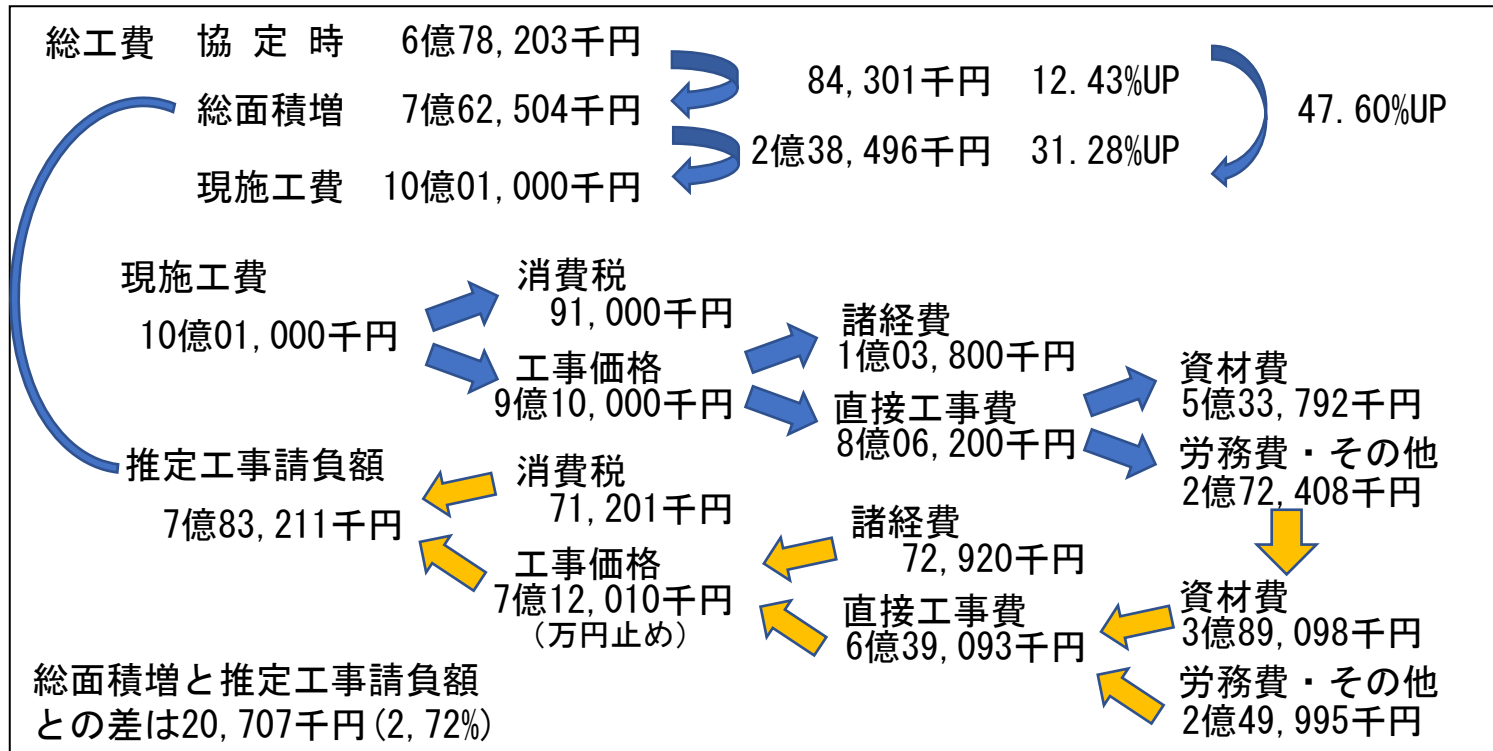 総工費 協定時 6億78,203千円
84,301千円 12.43%UP
総面積増 7億62,504千円
47.60%UP
2億38,496千円 31.28%UP
現施工費 10億01,000千円
現施工費
10億01,000千円
消費税
91,000千円
工事価格
9億10,000千円
諸経費
1億03,800千円
直接工事費
8億06,200千円
資材費
5億33,792千円
労務費・その他
2億72,408千円
推定工事請負額
7億83,211千円
消費税
71,201千円
工事価格
7億12,010千円
(万円止め)
諸経費
72,920千円
直接工事費
6億39,093千円
資材費
3億89,098千円
労務費・その他
2億49,995千円
総面積増と推定工事請負額
との差は20,707千円(2,72%)